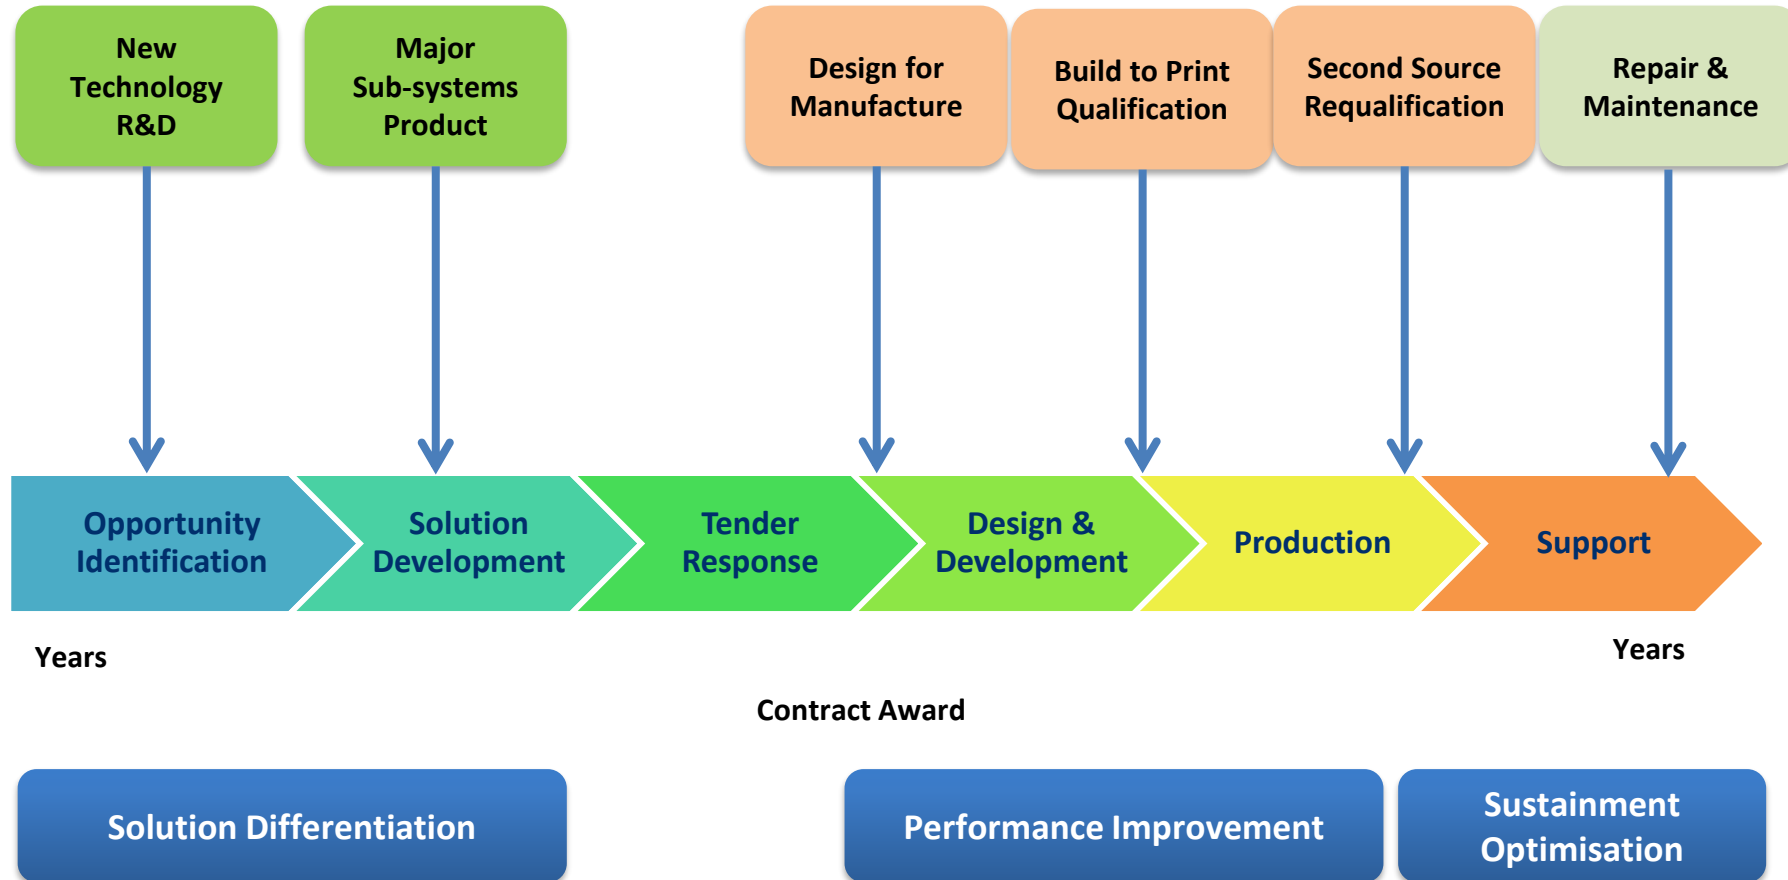 New
Technology
R&D
Major
Sub-systems
Product
Design for
Manufacture
Build to Print
Qualification
Second Source
Requalification
Repair &
Maintenance
Opportunity
Identification
Solution
Development
Tender
Response
Design &
Development
Production
Support
Years
Years
Contract Award
Solution Differentiation
Performance Improvement
Sustainment
Optimisation